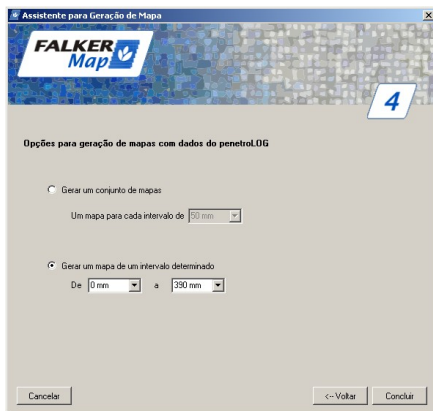 Assistente para Geração de Mapa
FALKER
Map
4
Opções para geração de mapas com dados do penetroLOG
Gerar um conjunto de mapas
Um mapa para cada intervalo de 50 mm
Gerar um mapa de um intervalo determinado
De 0 mm a 390 mm
Cancelar <-- Voltar Concluir